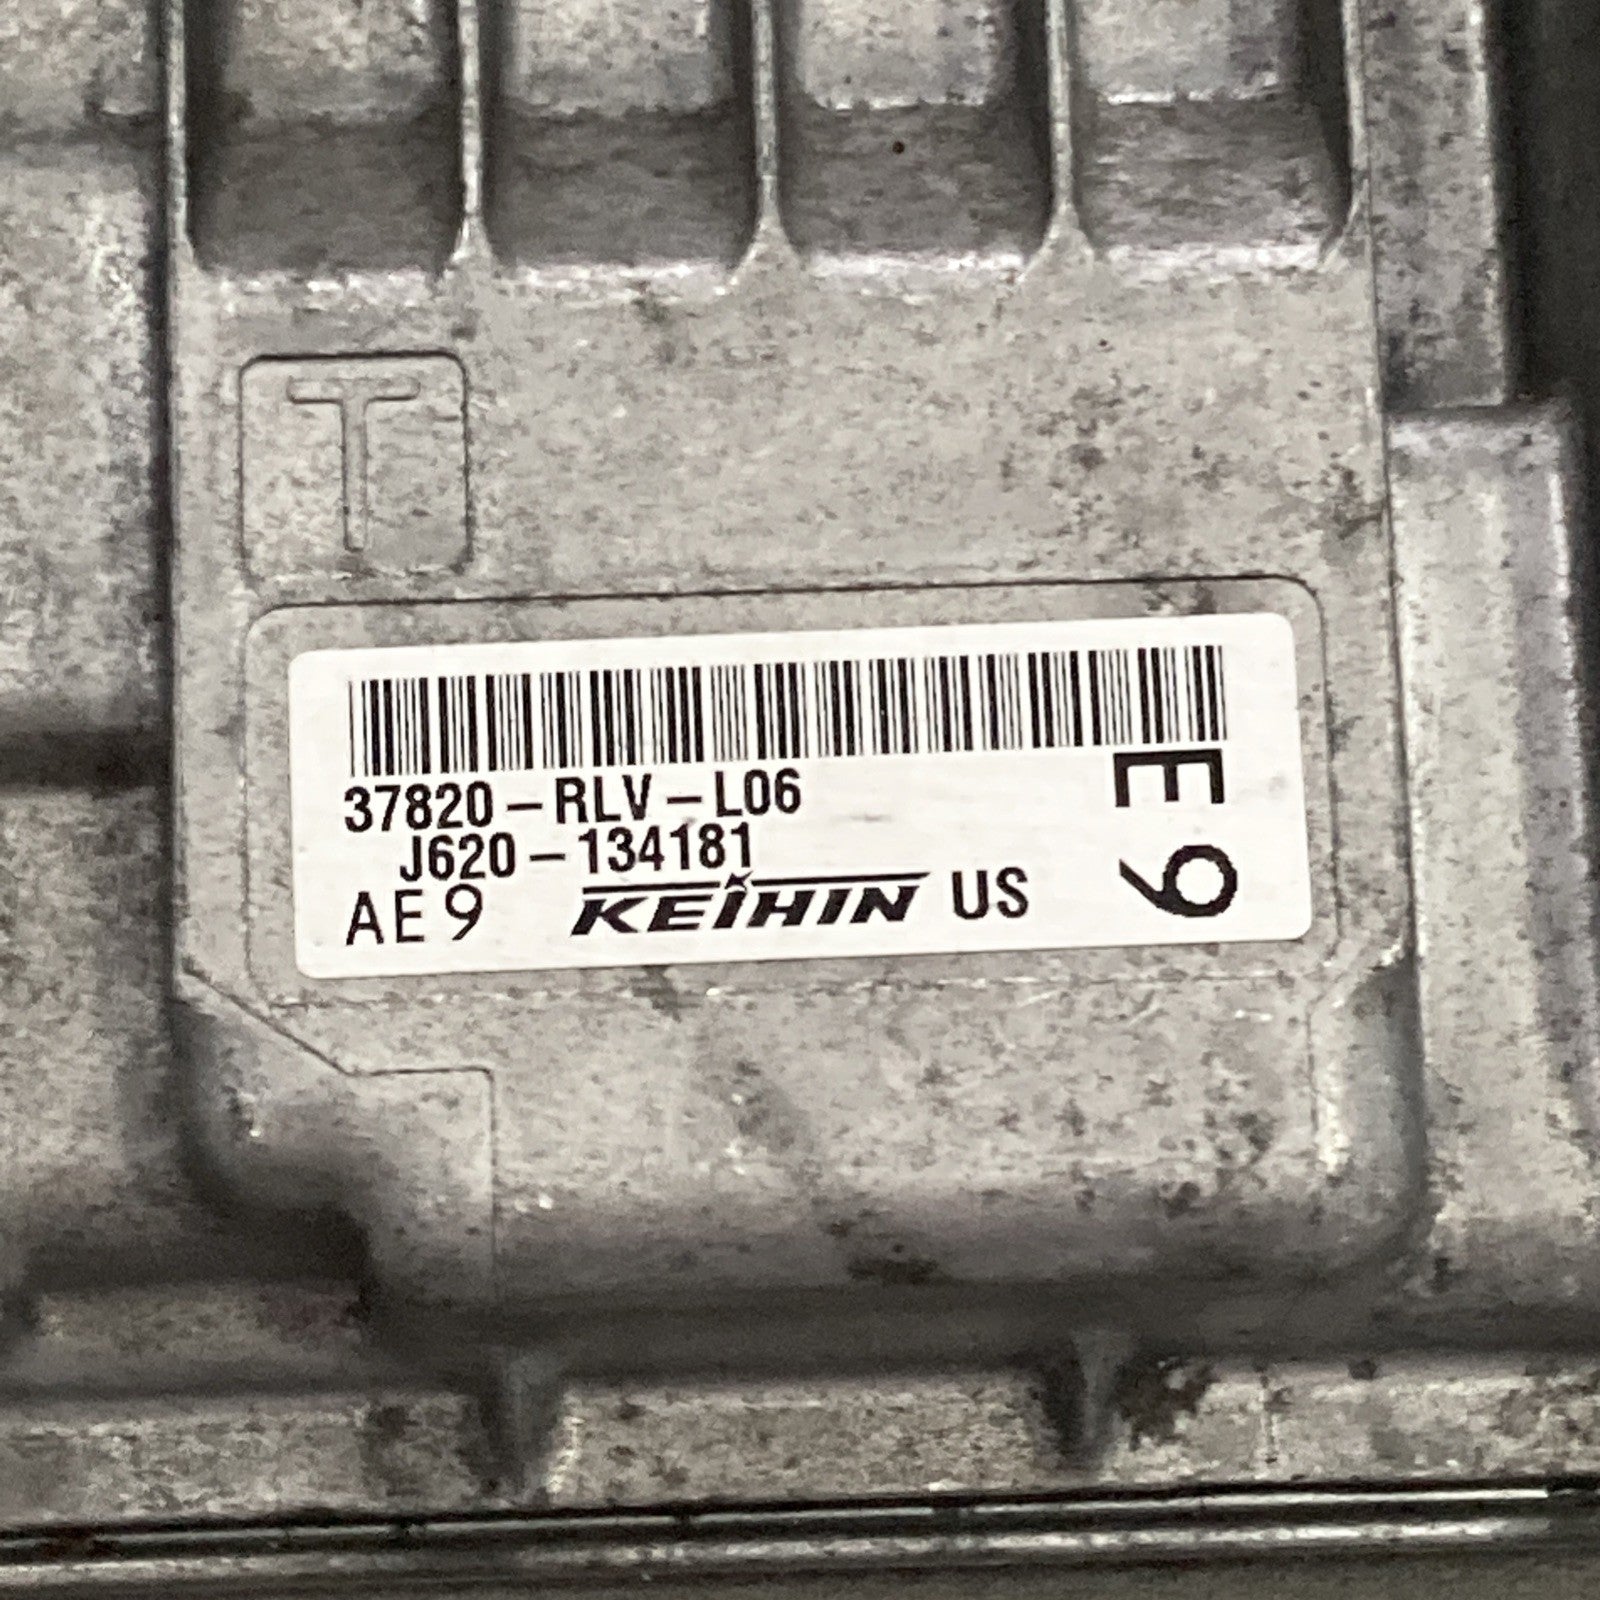 T
37820-RLV-L06
J620-134181
AE9 KEIHIN US
E9